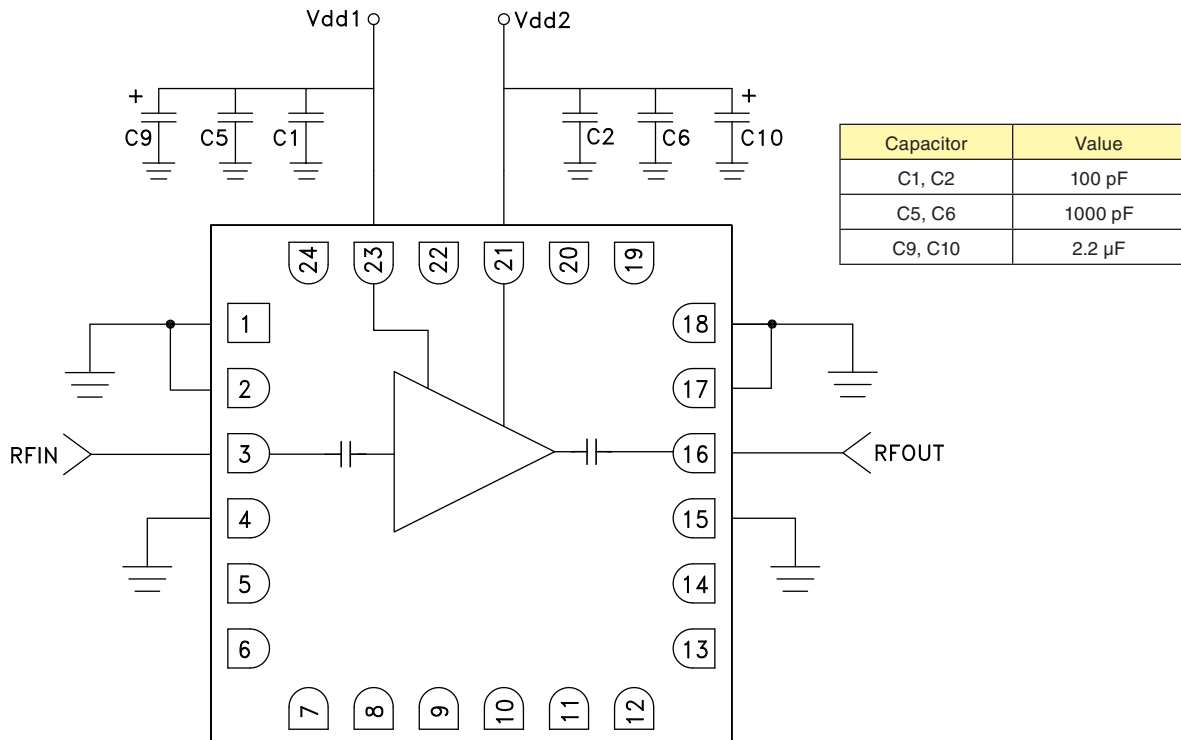 Vdd1 Vdd2
+ +
C9 C5 C1 C2 C6 C10
Capacitor Value
C1, C2 100 pF
C5, C6 1000 pF
C9, C10 2.2 µF
24 23 22 21 20 19
1 18
2 17
RFIN 3 16 RFOUT
4 15
5 14
6 13
7 8 9 10 11 12